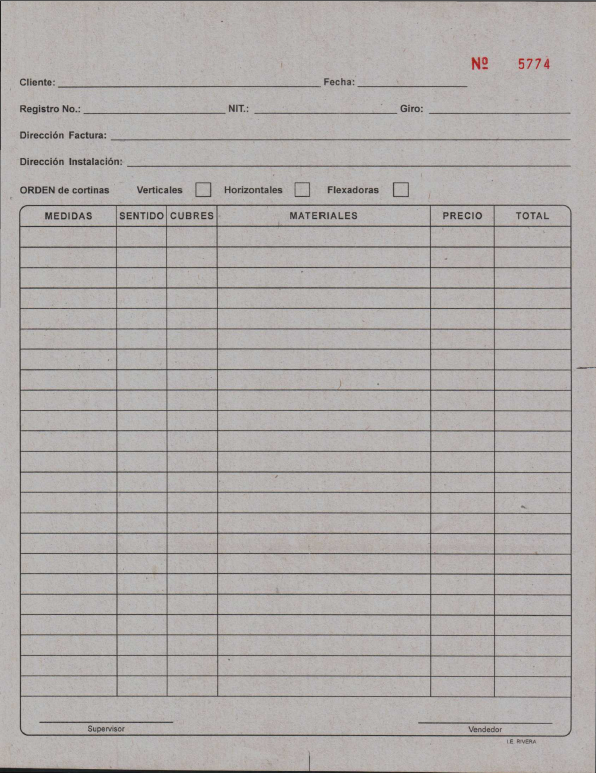 Nº 5774
Cliente: Fecha:
Registro No.: NIT.: Giro:
Dirección Factura:
Dirección Instalación:
ORDEN de cortinas Verticales Horizontales Flexadoras
MEDIDAS SENTIDO CUBRES MATERIALES PRECIO TOTAL
Supervisor Vendedor
I.E. RIVERA